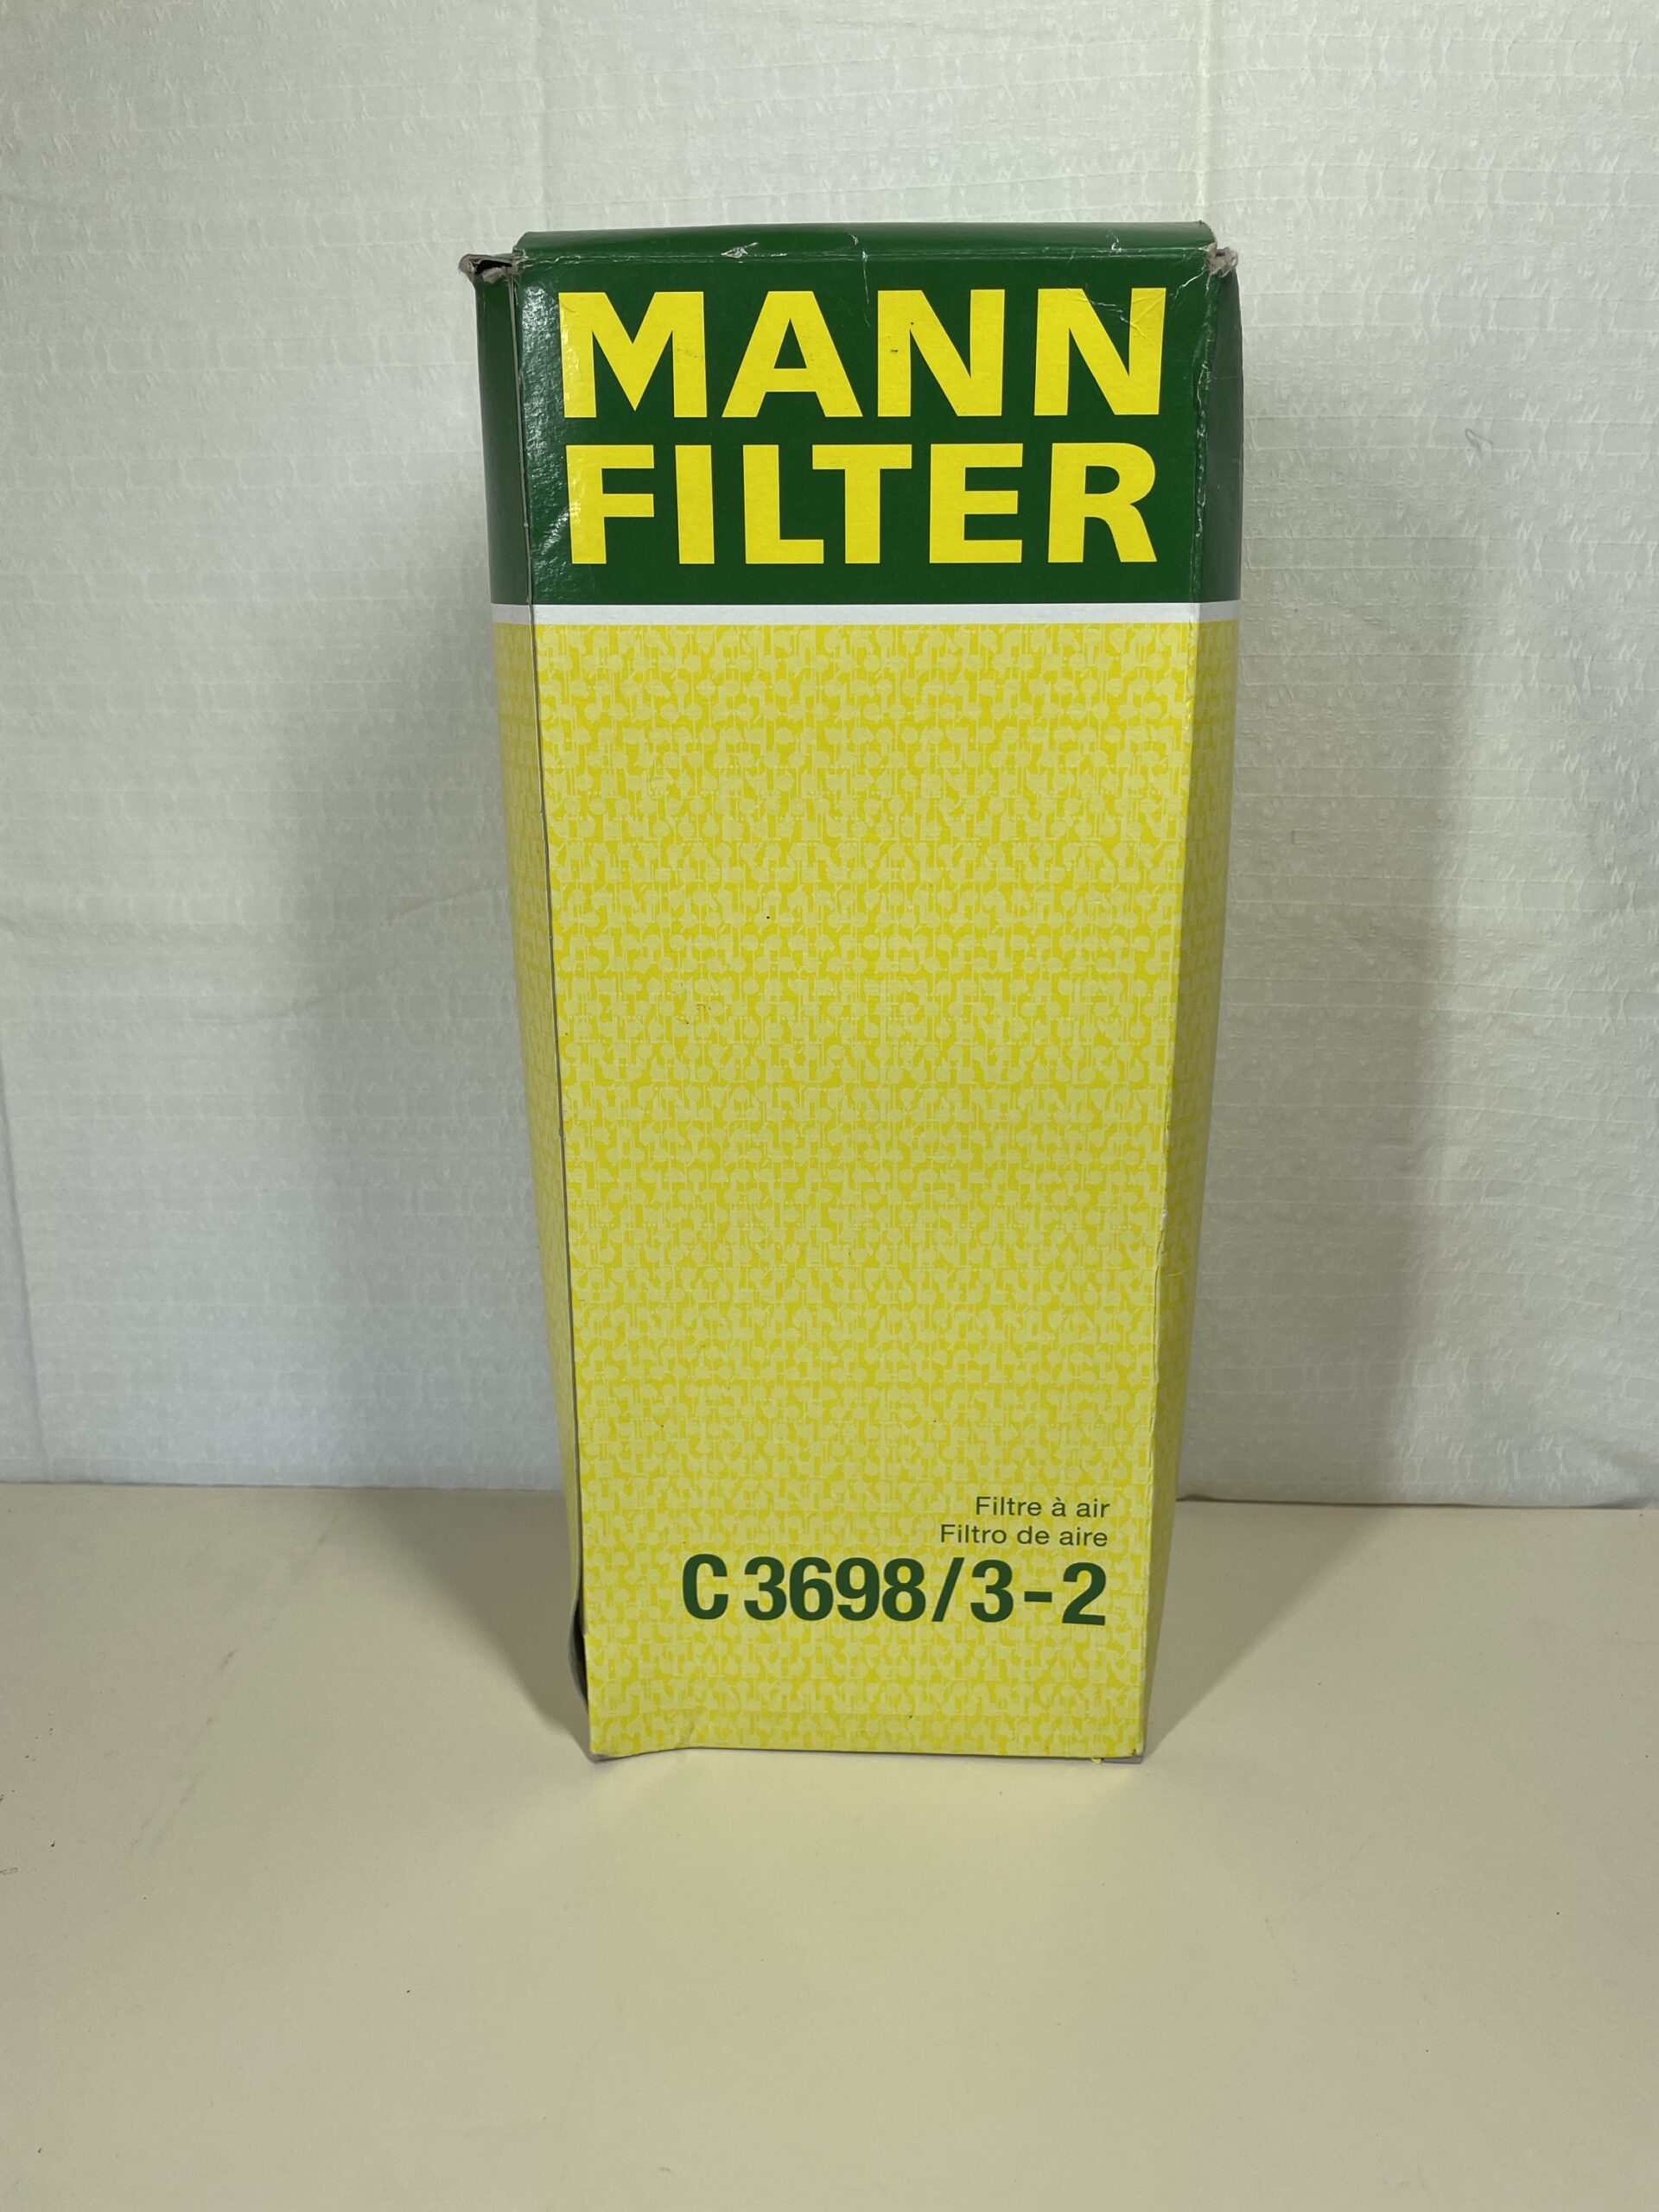 MANN
FILTER
Filtre à air
Filtro de aire
C 3698/3-2